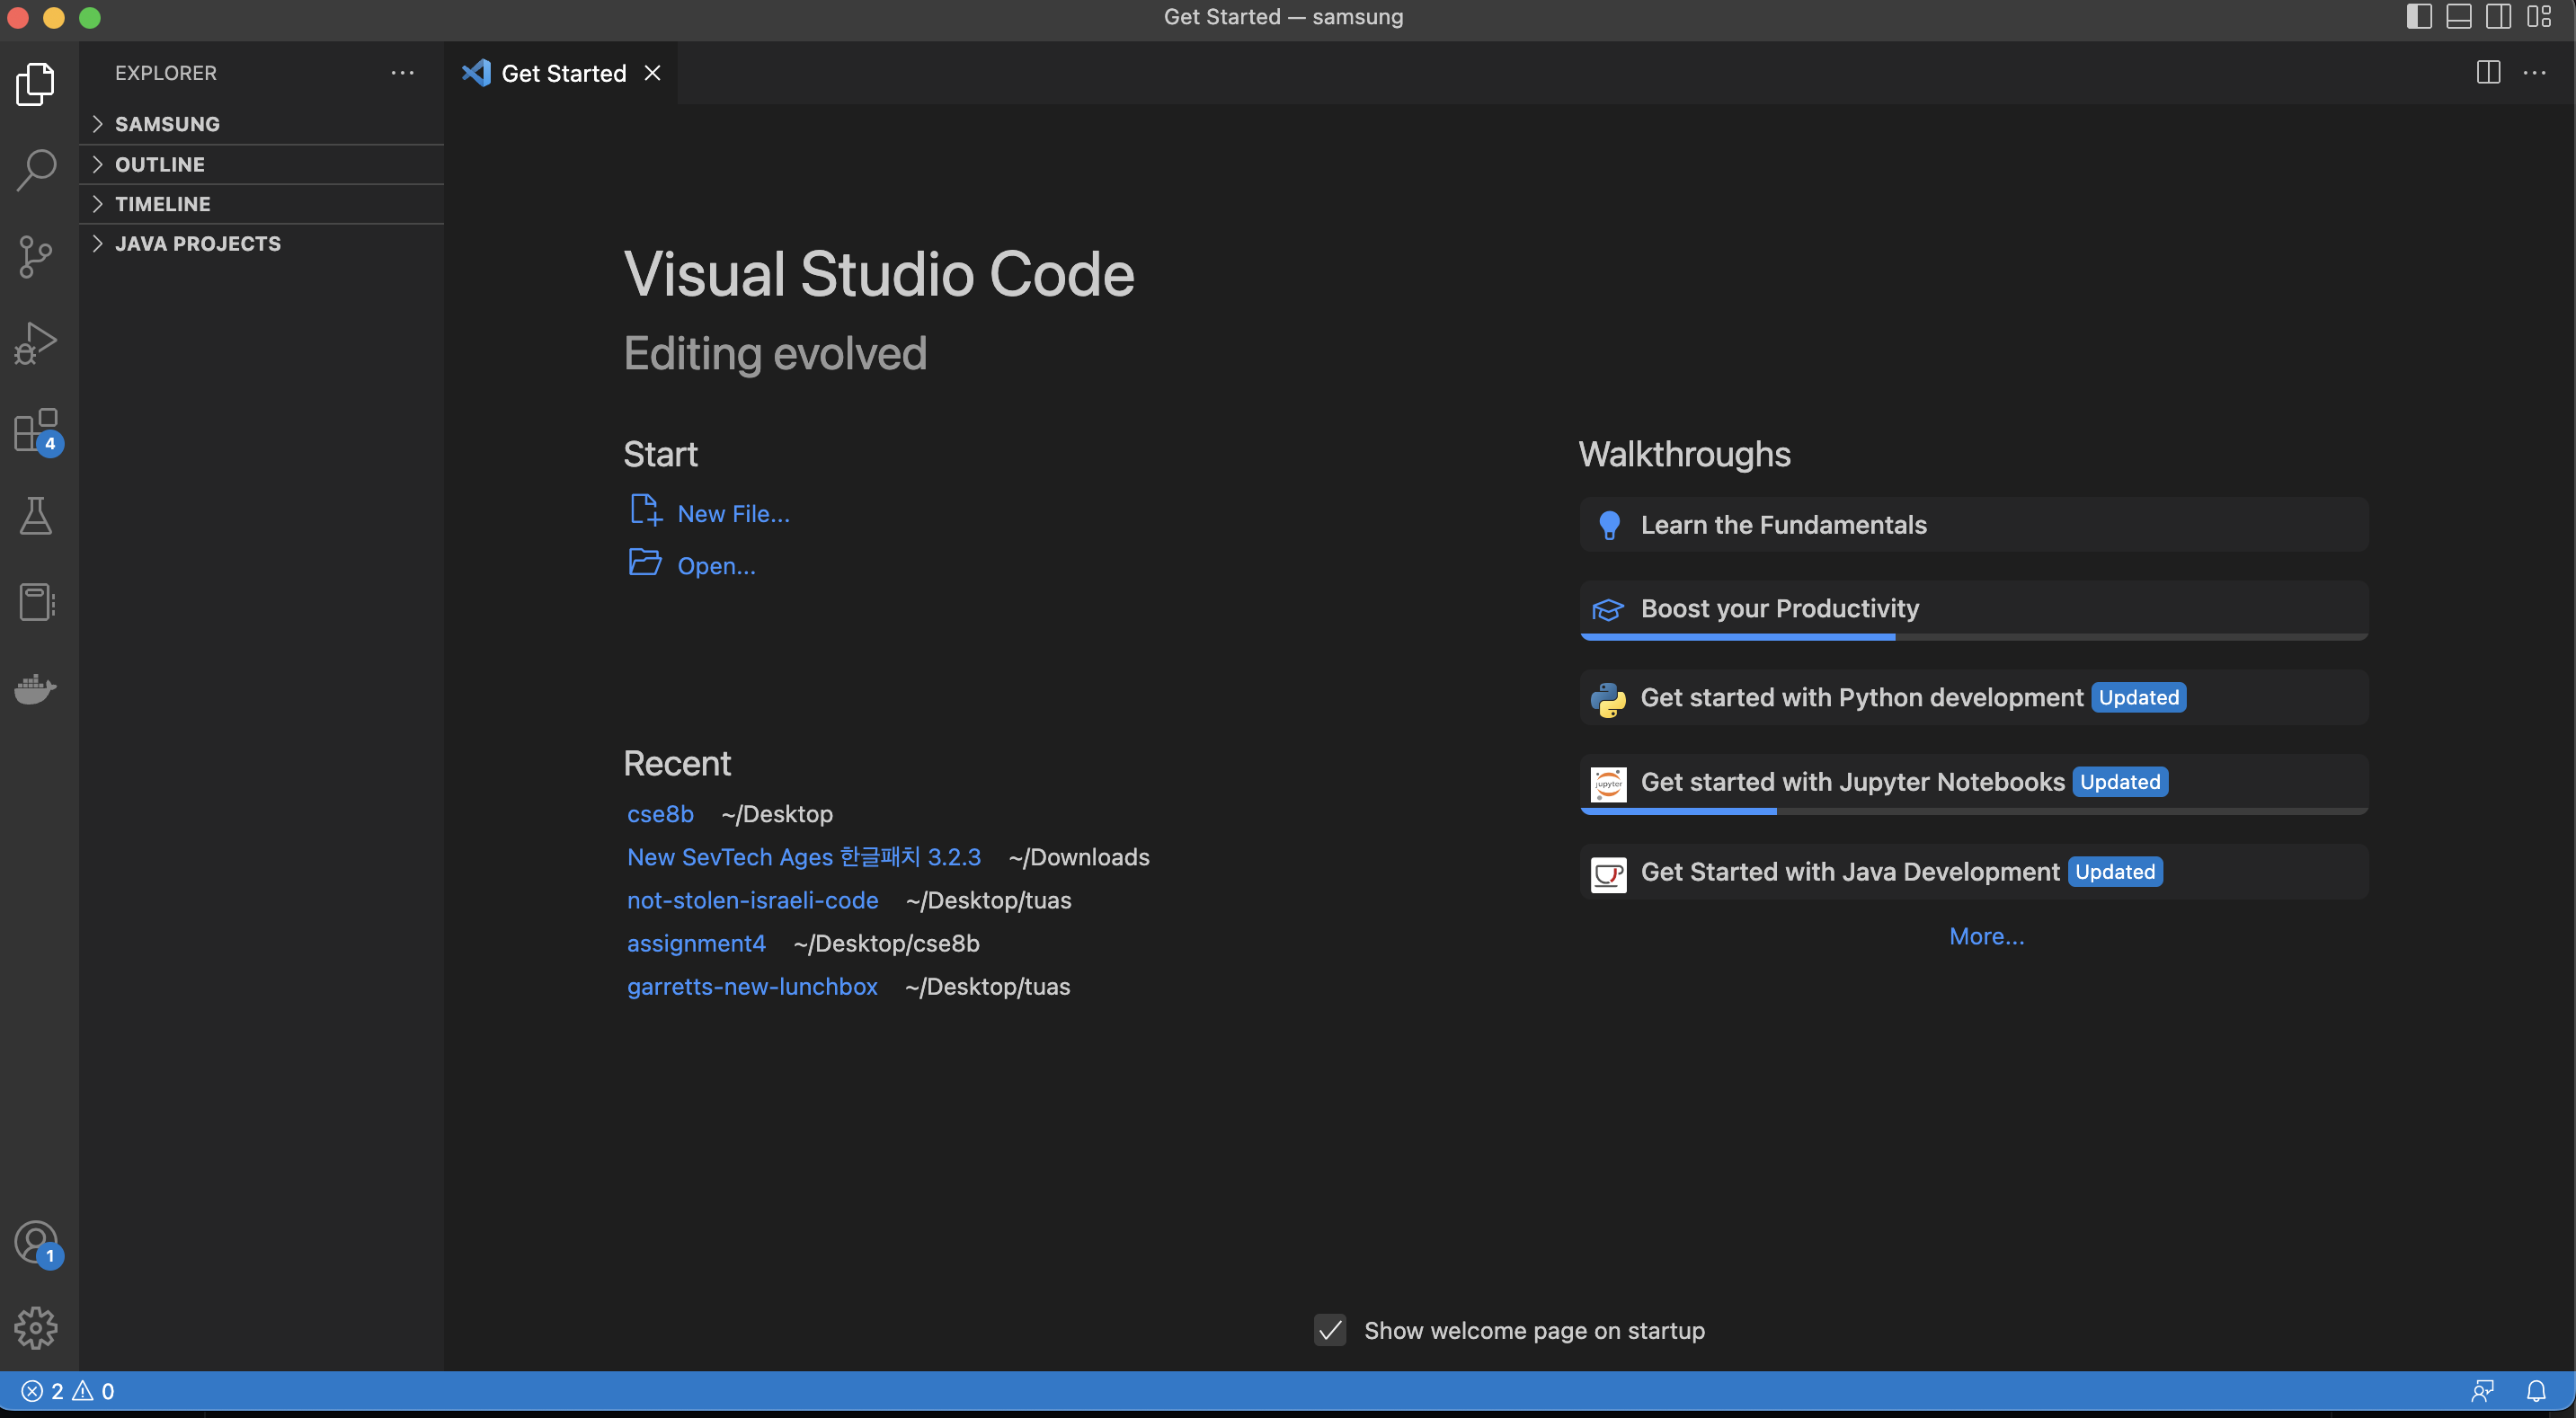 Get Started — samsung
EXPLORER
Get Started
SAMSUNG
OUTLINE
TIMELINE
JAVA PROJECTS
4
1
Visual Studio Code
Editing evolved
Start
New File...
Open...
Recent
cse8b ~/Desktop
New SevTech Ages 한글패치 3.2.3 ~/Downloads
not-stolen-israeli-code ~/Desktop/tuas
assignment4 ~/Desktop/cse8b
garretts-new-lunchbox ~/Desktop/tuas
Walkthroughs
Learn the Fundamentals
Boost your Productivity
Get started with Python development Updated
jupyter
Get started with Jupyter Notebooks Updated
Get Started with Java Development Updated
More...
Show welcome page on startup
2 0